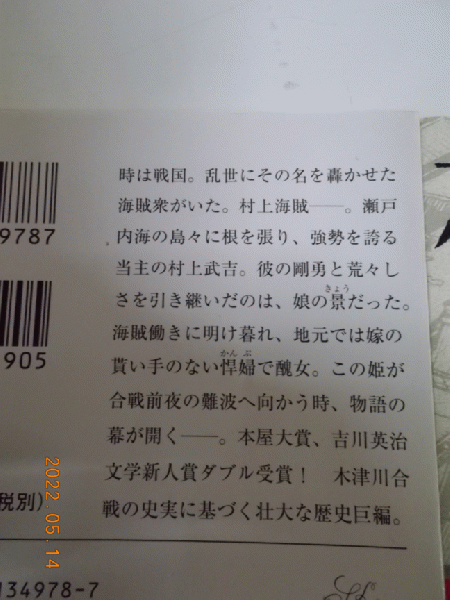 時は戦国。乱世にその名を轟かせた
海賊衆がいた。村上海賊――。瀬戸
内海の島々に根を張り、強勢を誇る
当主の村上武吉。彼の剛勇と荒々し
きょう
さを引き継いだのは、娘の景だった。
海賊働きに明け暮れ、地元では嫁の
かんぷ
貰い手のない悍婦で醜女。この姫が
合戦前夜の難波へ向かう時、物語の
幕が開く――。本屋大賞、吉川英治
文学新人賞ダブル受賞！ 木津川合
戦の史実に基づく壮大な歴史巨編。
9787
905
税別）
134978-7
2022.05.14